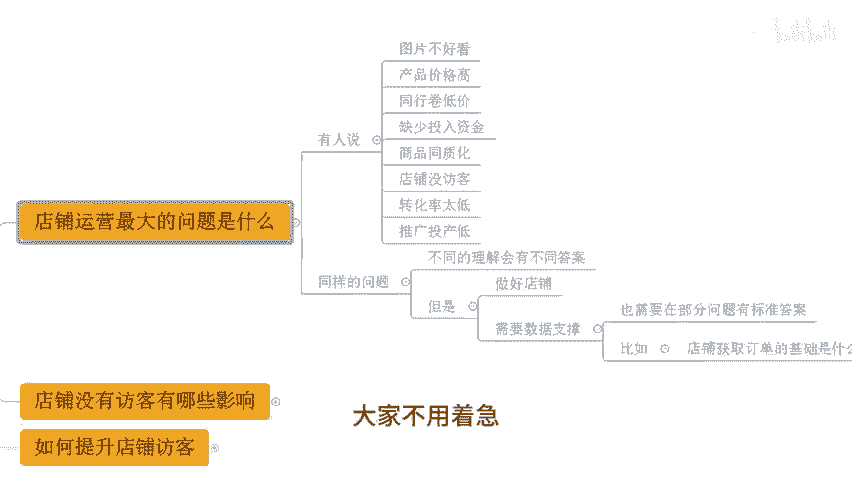 图片不好看
产品价格高
同行卷低价
有人说
缺少投入资金
商品同质化
店铺没访客
转化率太低
推广投产低
店铺运营最大的问题是什么
不同的理解会有不同答案
同样的问题
做好店铺
但是
需要数据支撑
也需要在部分问题有标准答案
比如
店铺获取订单的基础是什么
店铺没有访客有哪些影响
大家不用着急
如何提升店铺访客